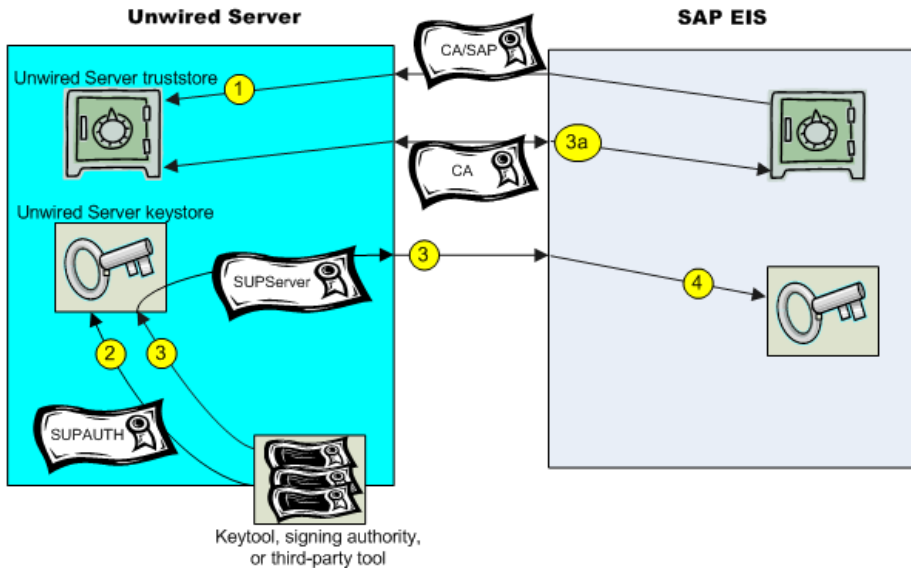 Unwired Server
SAP EIS
CA/SAP
Unwired Server truststore
1
3a
CA
Unwired Server keystore
SUPServer
3
4
2
3
SUPAUTH
Keytool, signing authority,
or third-party tool